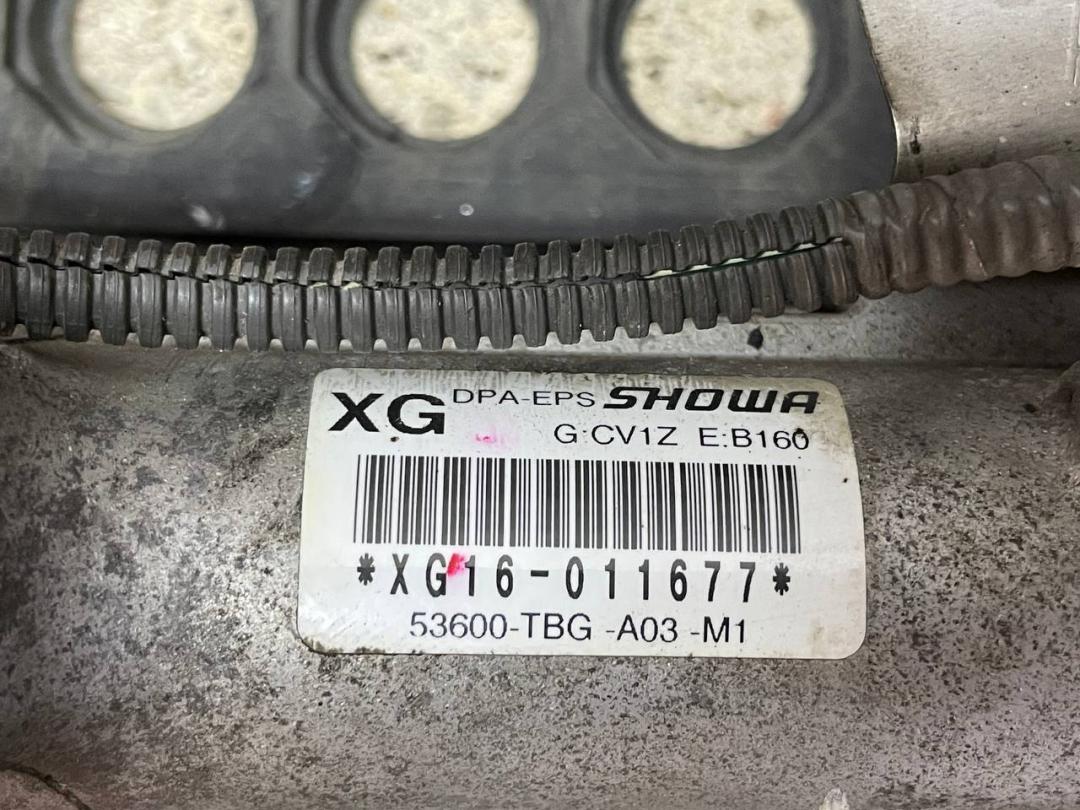 XG DPA-EPS SHOWA
G:CV1Z E:B160
*XG16-011677*
53600-TBG -A03 -M1